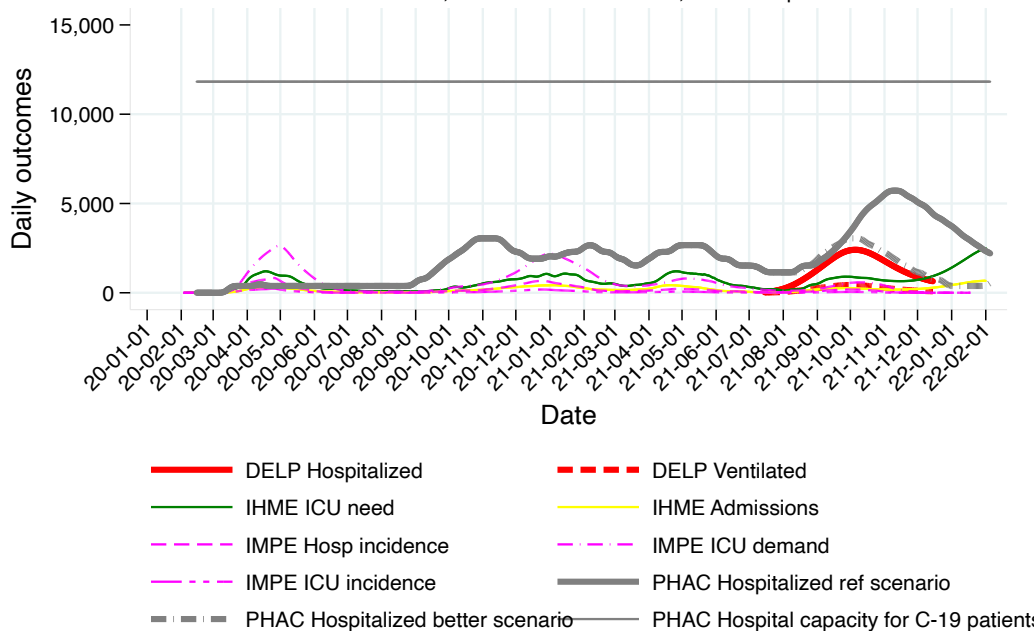 15,000
10,000
5,000
0
Daily outcomes
20-01-01
20-02-01
20-03-01
20-04-01
20-05-01
20-06-01
20-07-01
20-08-01
20-09-01
20-10-01
20-11-01
20-12-01
21-01-01
21-02-01
21-03-01
21-04-01
21-05-01
21-06-01
21-07-01
21-08-01
21-09-01
21-10-01
21-11-01
21-12-01
22-01-01
22-02-01
Date
DELP Hospitalized
DELP Ventilated
IHME ICU need
IHME Admissions
IMPE Hosp incidence
IMPE ICU demand
IMPE ICU incidence
PHAC Hospitalized ref scenario
PHAC Hospitalized better scenario
PHAC Hospital capacity for C-19 patients